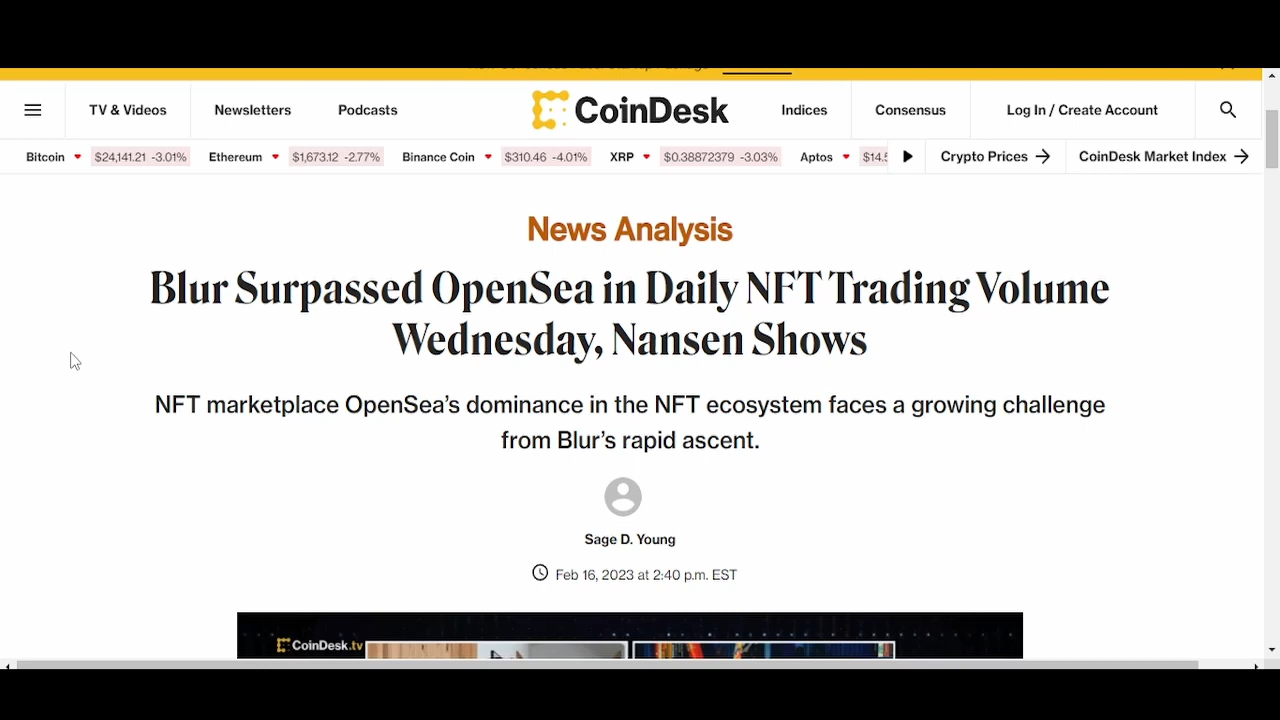 TV & Videos
Newsletters
Podcasts
CoinDesk
Indices
Consensus
Log In / Create Account
Bitcoin $24,141.21 -3.01% Ethereum $1,673.12 -2.77% Binance Coin $310.46 -4.01% XRP $0.38872379 -3.03% Aptos $14.5
Crypto Prices
CoinDesk Market Index
News Analysis
Blur Surpassed OpenSea in Daily NFT Trading Volume
Wednesday, Nansen Shows
NFT marketplace OpenSea's dominance in the NFT ecosystem faces a growing challenge
from Blur's rapid ascent.
Sage D. Young
Feb 16, 2023 at 2:40 p.m. EST
CoinDesk.tv